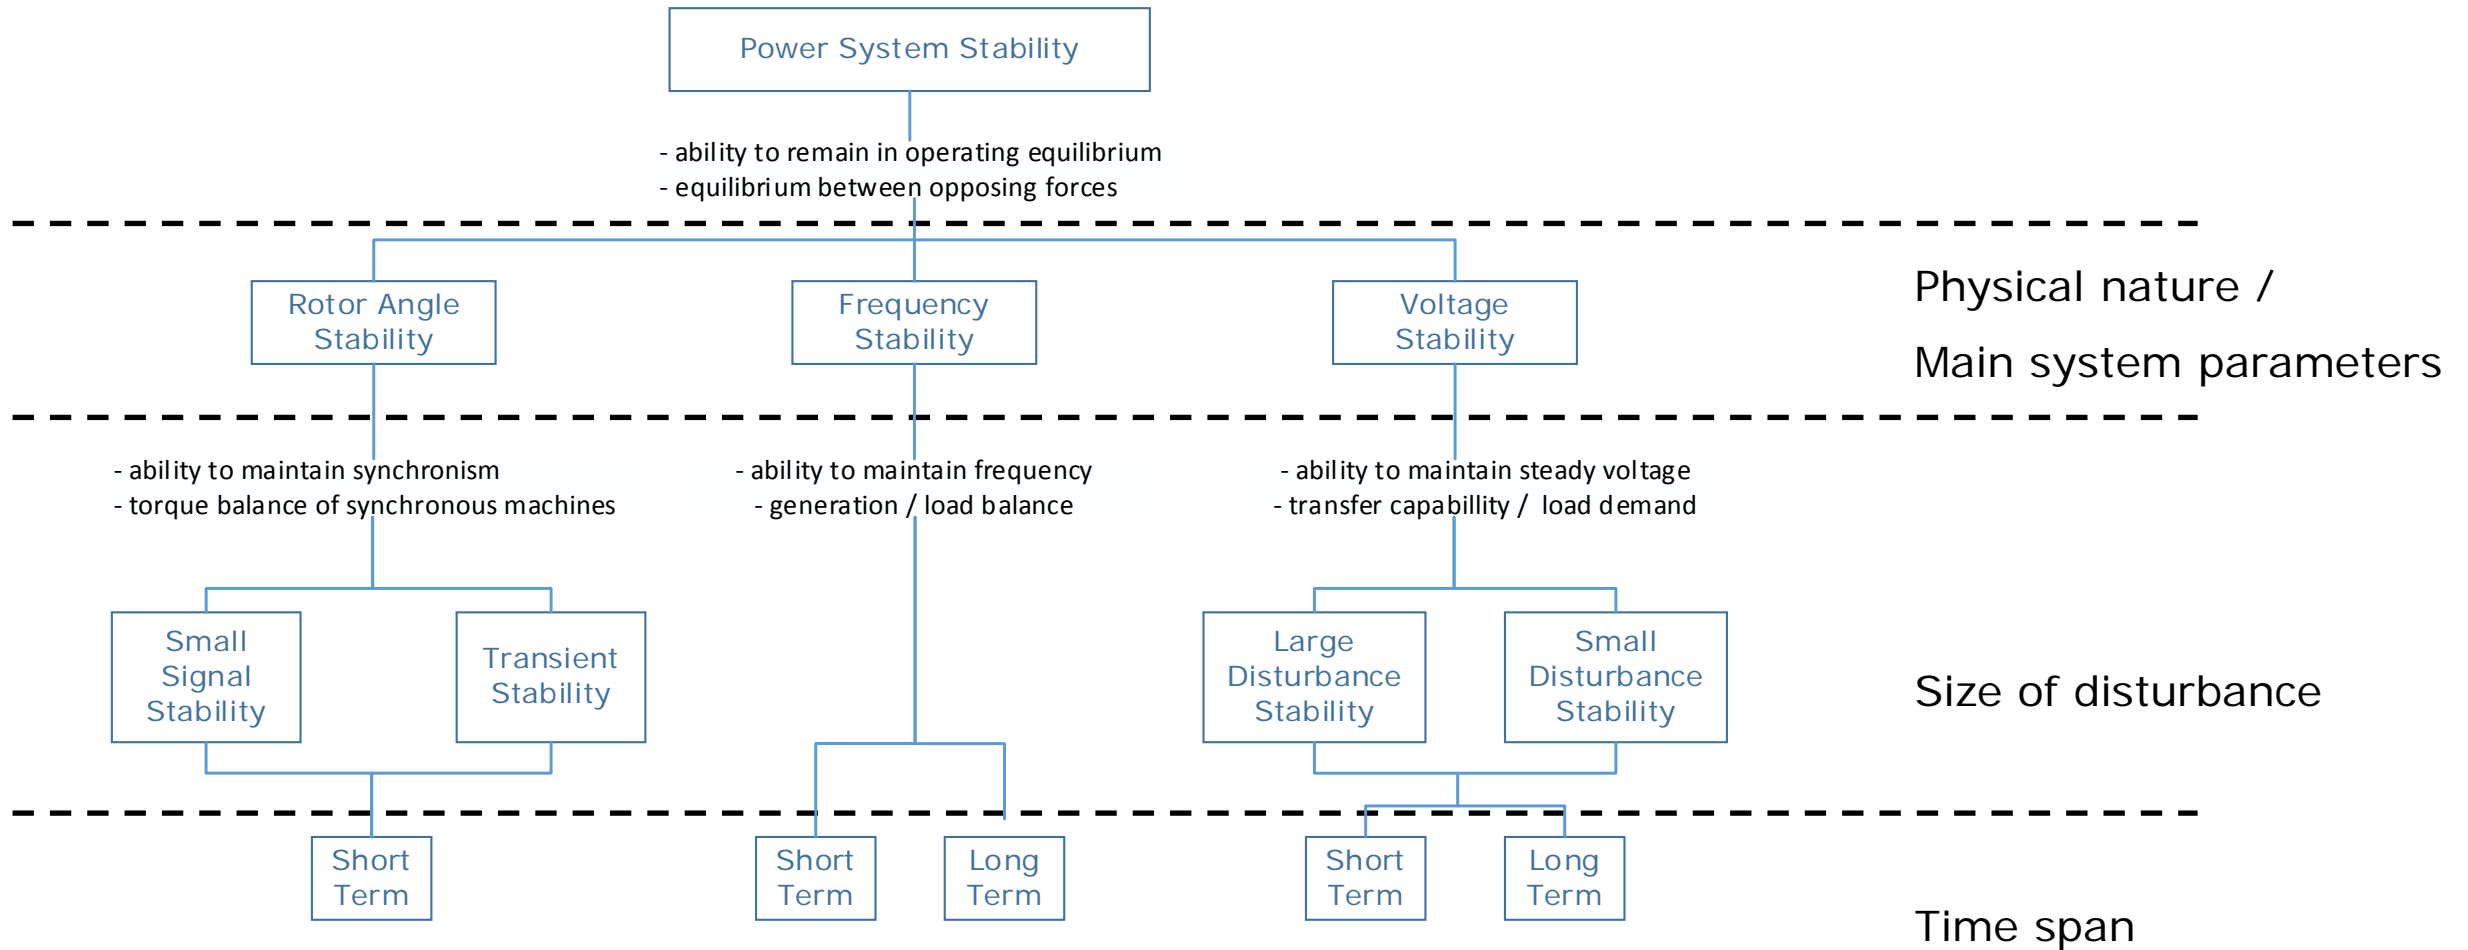 Power System Stability
- ability to remain in operating equilibrium
- equilibrium between opposing forces
Rotor Angle
Stability
Frequency
Stability
Voltage
Stability
Physical nature /
Main system parameters
- ability to maintain synchronism
- torque balance of synchronous machines
- ability to maintain frequency
- generation / load balance
- ability to maintain steady voltage
- transfer capabillity / load demand
Small
Signal
Stability
Transient
Stability
Large
Disturbance
Stability
Small
Disturbance
Stability
Size of disturbance
Short
Term
Short
Term
Long
Term
Short
Term
Long
Term
Time span